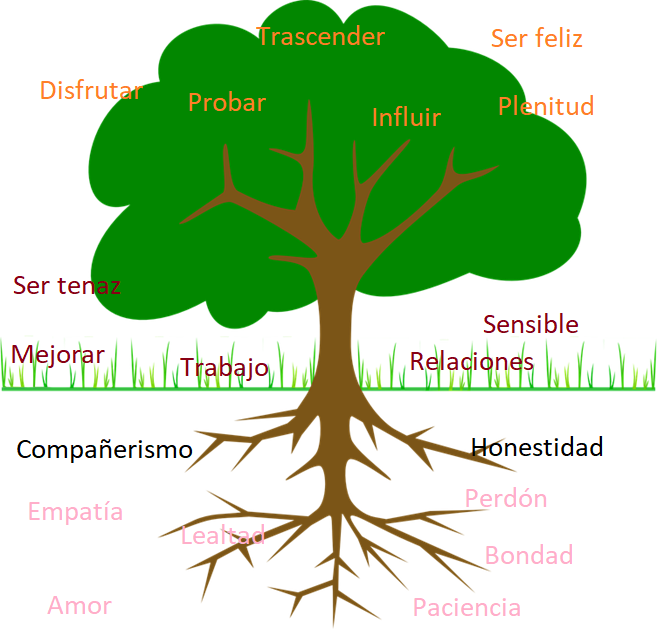 Trascender
Ser feliz
Disfrutar
Probar
Influir
Plenitud
Ser tenaz
Sensible
Mejorar
Trabajo
Relaciones
Compañerismo
Honestidad
Empatía
Perdón
Lealtad
Bondad
Amor
Paciencia